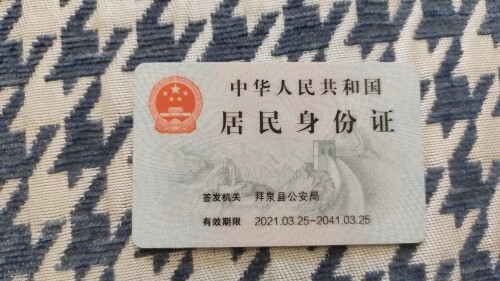 中华人民共和国
居民身份证
签发机关 拜泉县公安局
有效期限 2021.03.25-2041.03.25